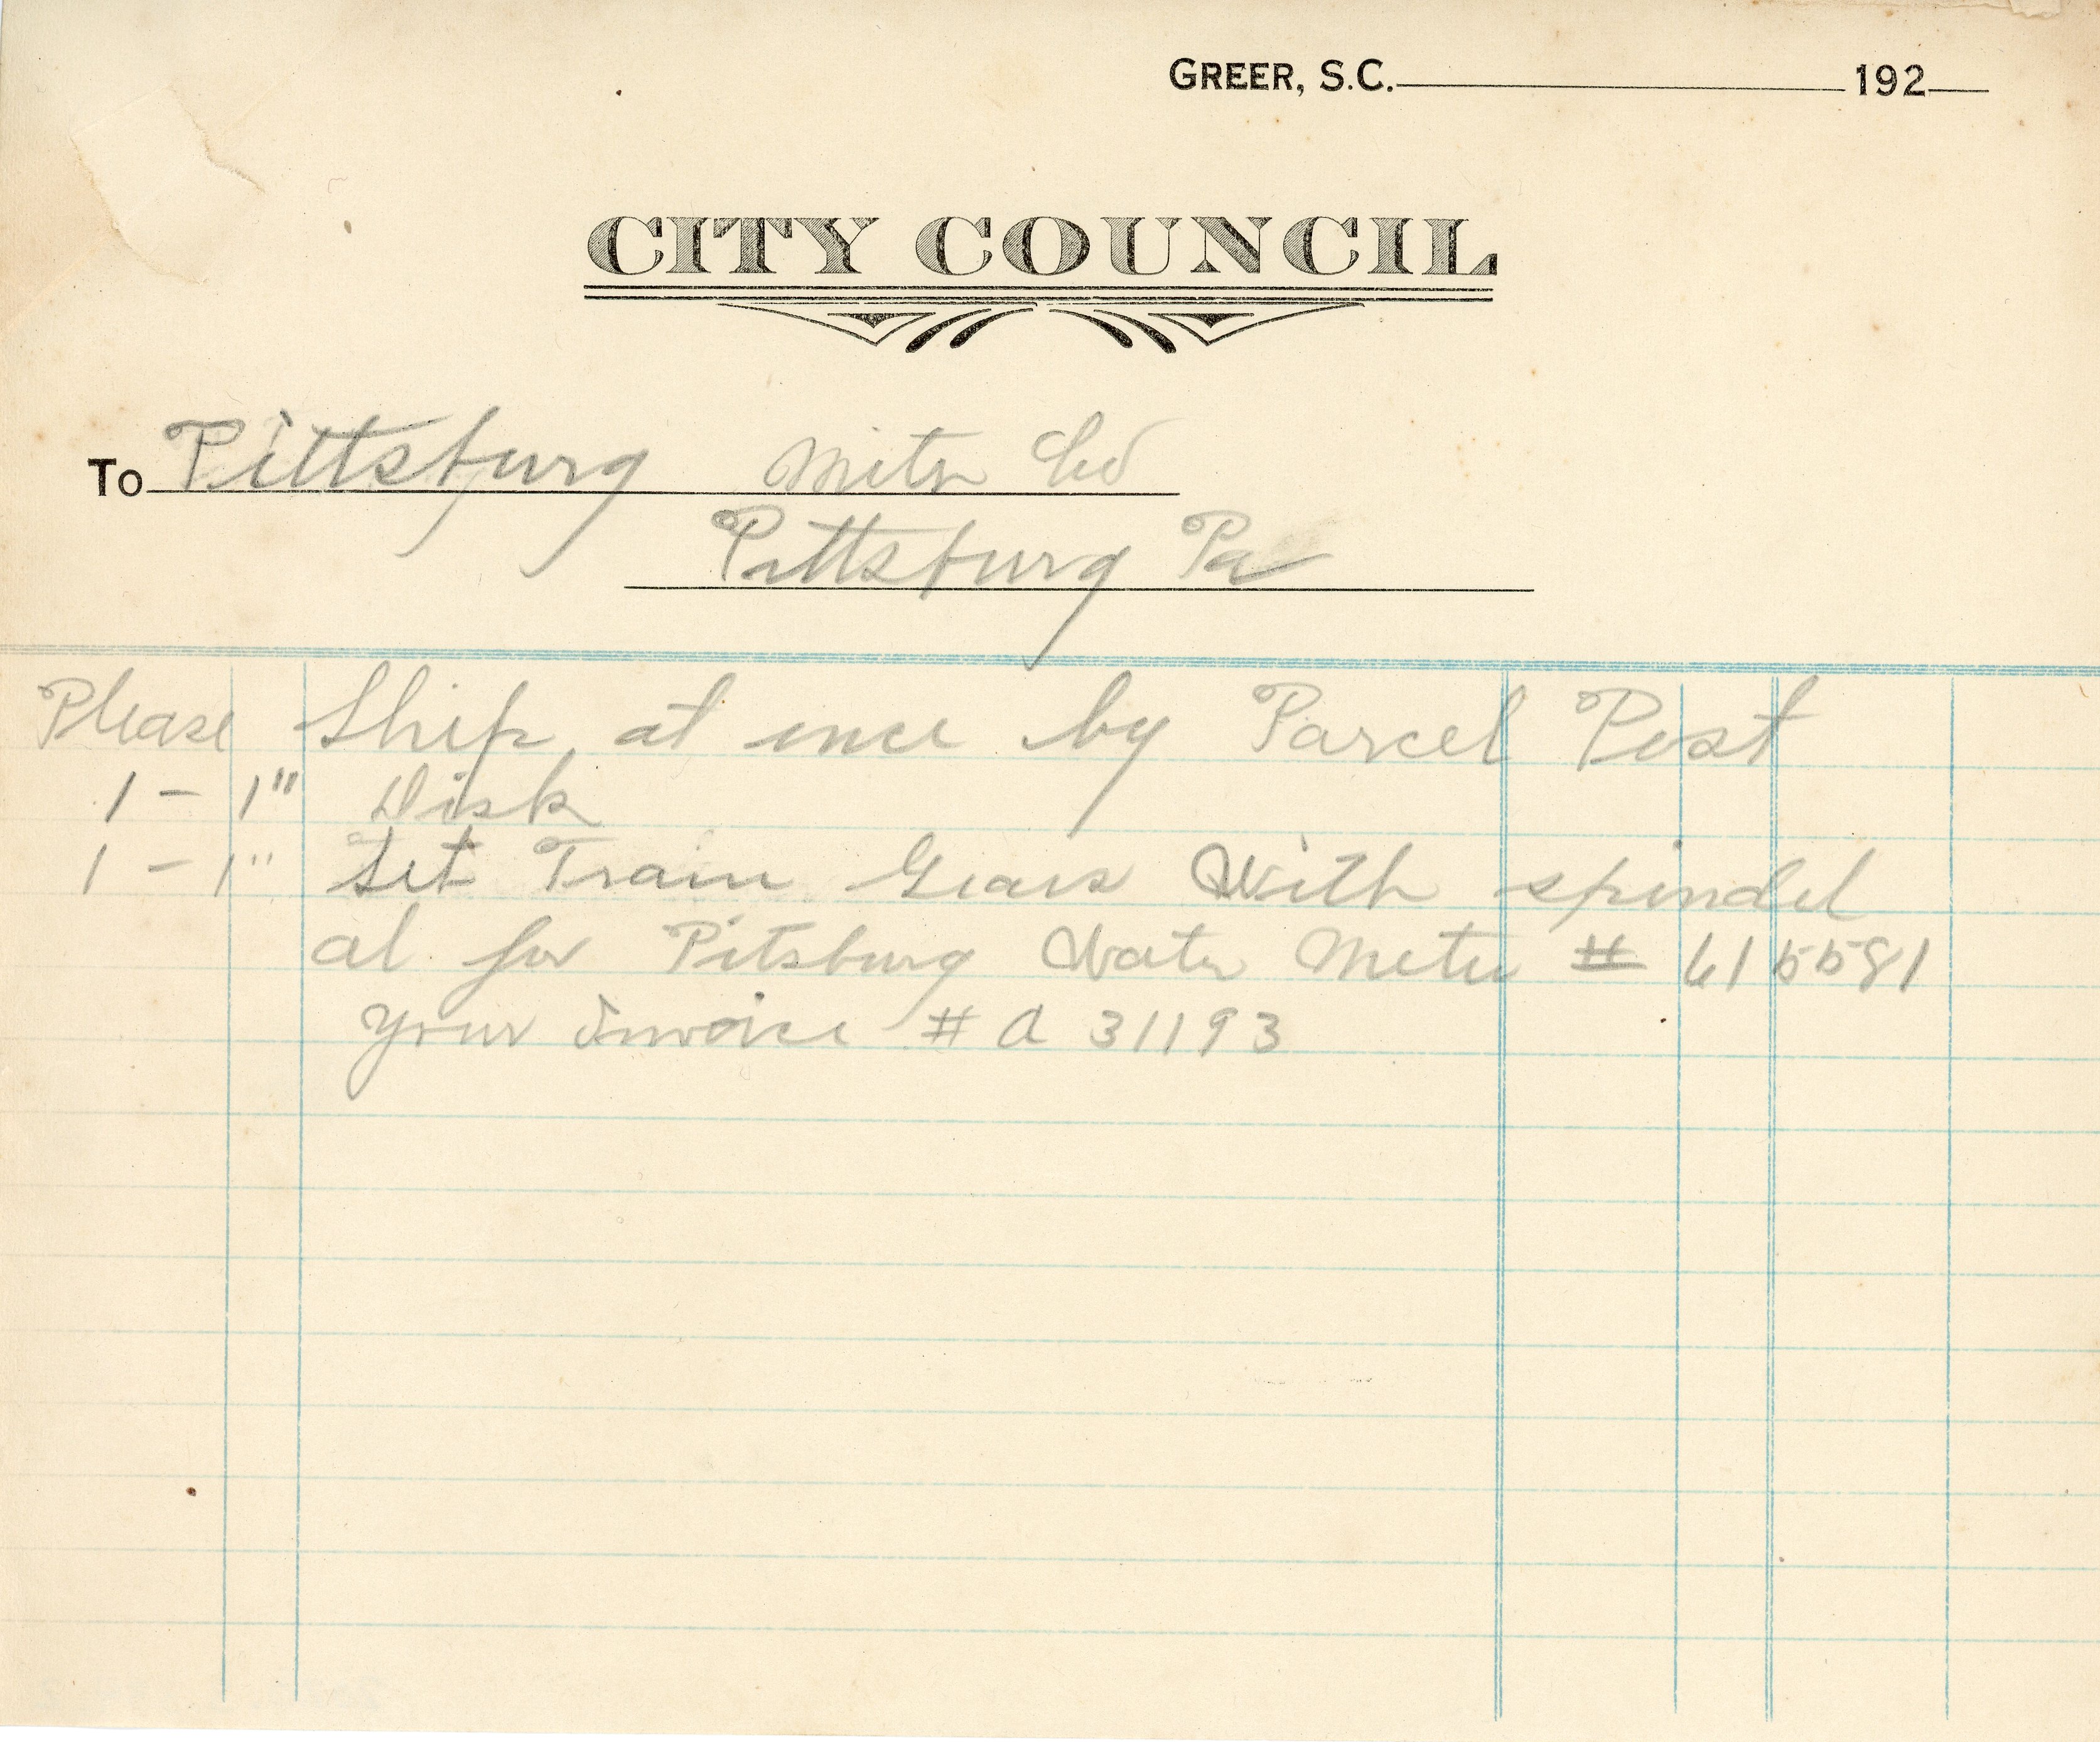 GREER, S.C. 192
CITY COUNCIL
To Pittsburg Meter Co
Pittsburg Pa
Please Ship at once by Parcel Post
1 - 1" Disk
1 - 1" Set Train Gears With spindel
al for Pitsburg Water Meter # 615581
Your Invoice # A 31193